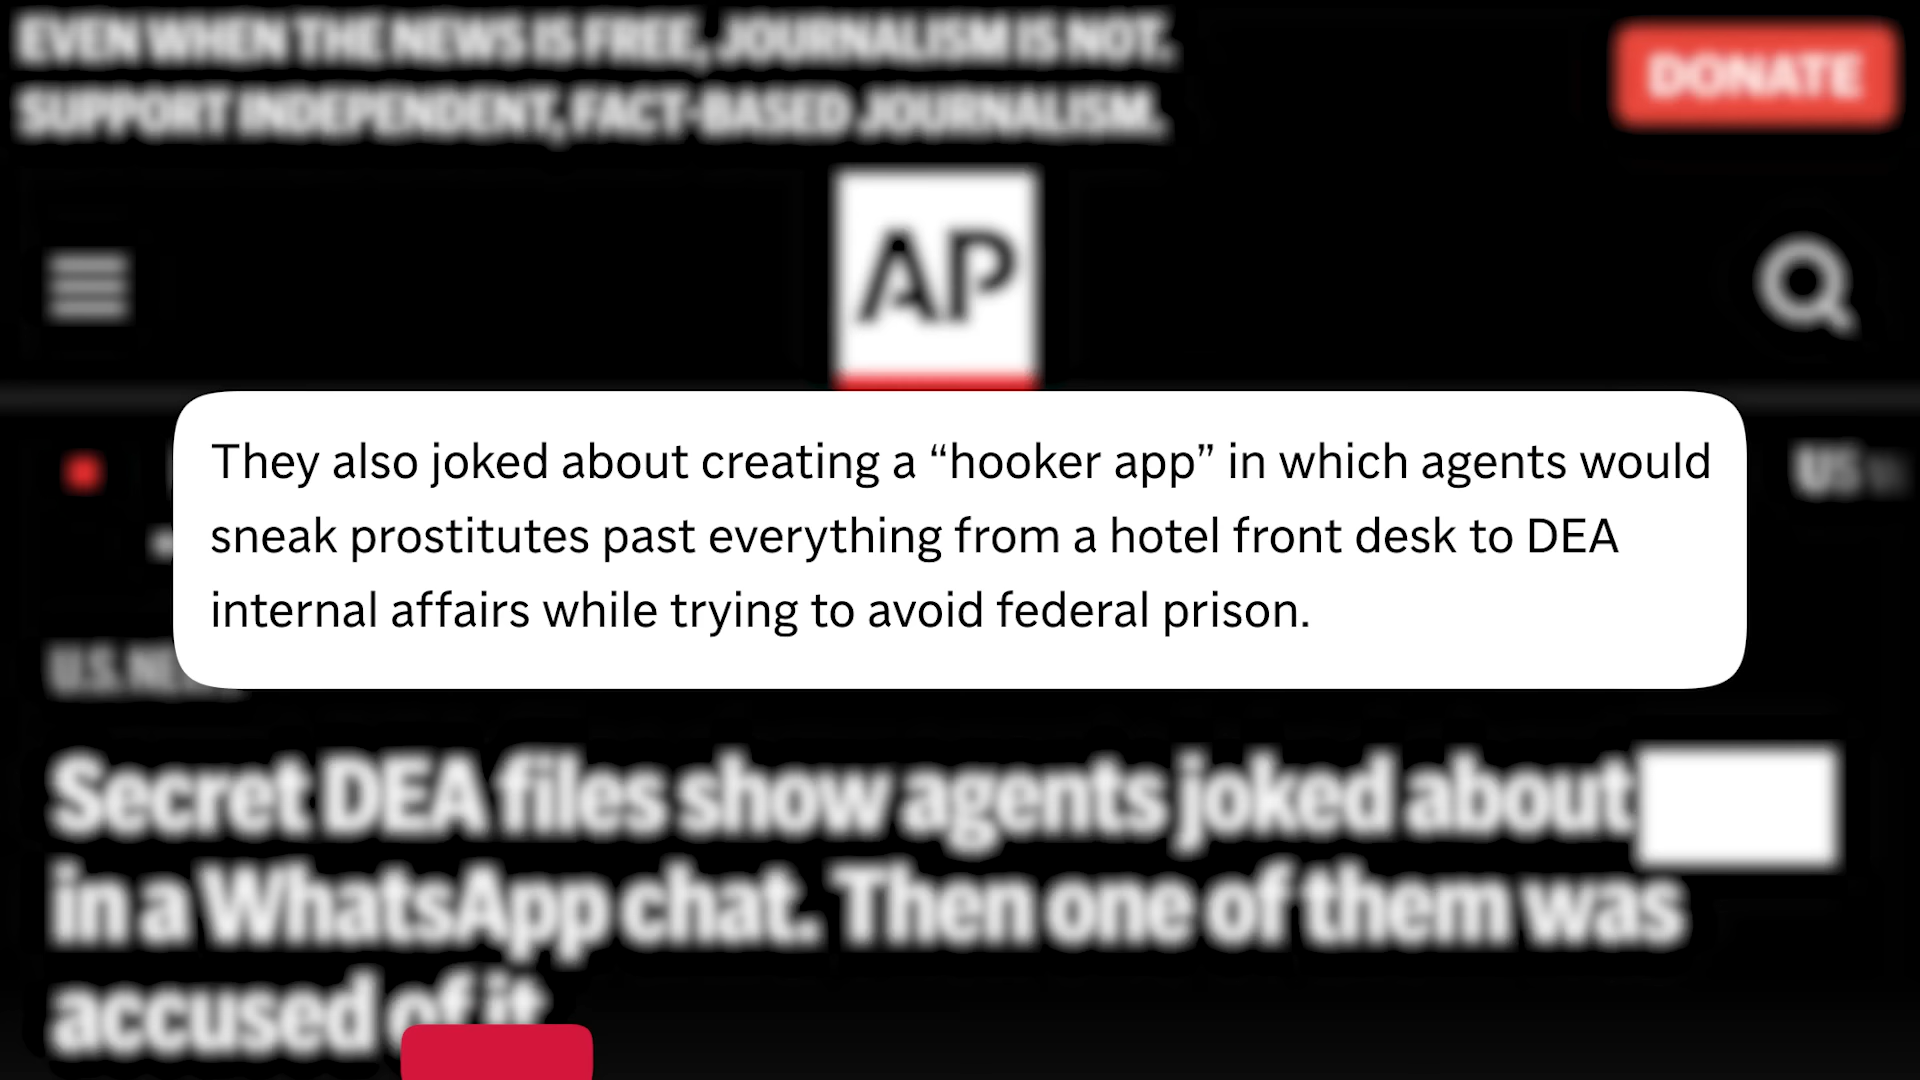 EVEN WHEN THE NEWS IS FREE, JOURNALISM IS NOT.
SUPPORT INDEPENDENT, FACT-BASED JOURNALISM.
DONATE
AP
They also joked about creating a “hooker app” in which agents would
sneak prostitutes past everything from a hotel front desk to DEA
internal affairs while trying to avoid federal prison.
US
U.S.
Secret DEA files show agents joked about
in a WhatsApp chat. Then one of them was
accused of it